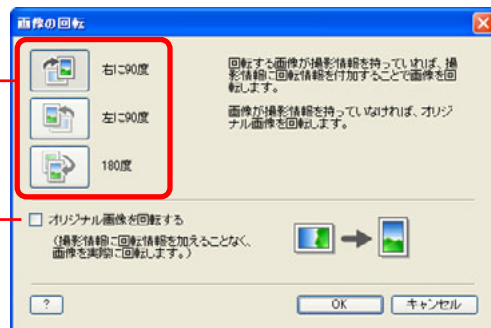 画像の回転
右に90度
回転する画像が撮影情報を持っていれば、撮
影情報に回転情報を付加することで画像を回
転します。
左に90度
画像が撮影情報を持っていなければ、オリジ
ナル画像を回転します。
180度
オリジナル画像を回転する
(撮影情報に回転情報を加えることなく、
画像を実際に回転します。)
?
OK
キャンセル